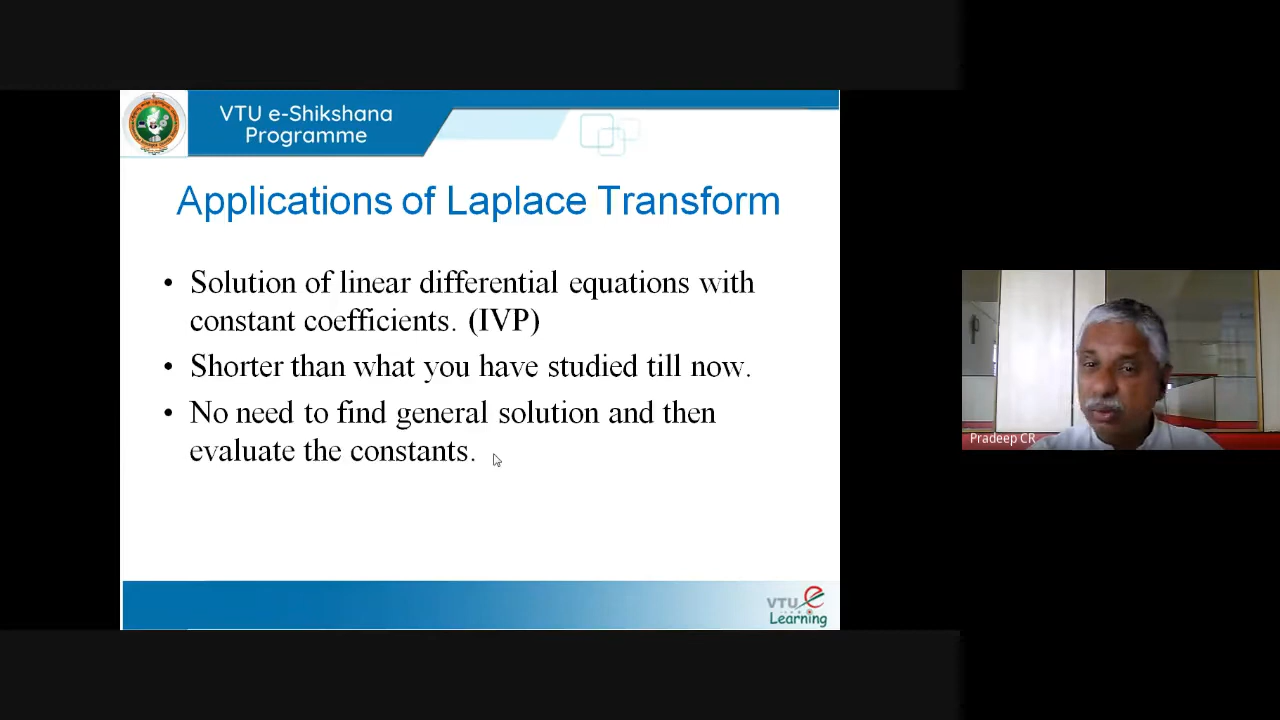 VTU e-Shikshana
Programme
Applications of Laplace Transform
• Solution of linear differential equations with
constant coefficients. (IVP)
• Shorter than what you have studied till now.
• No need to find general solution and then
evaluate the constants.
Pradeep CR
VTU e
Learning